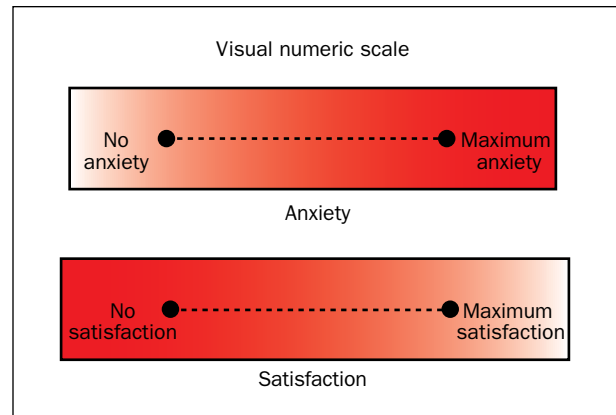 Visual numeric scale
No
anxiety
Maximum
anxiety
Anxiety
No
satisfaction
Maximum
satisfaction
Satisfaction